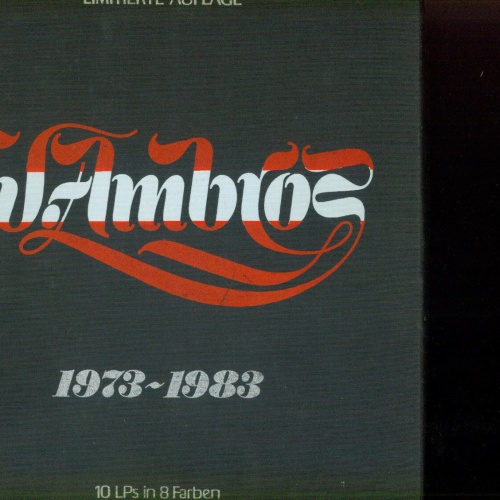 LIMITIERTE AUFLAGE
W. Ambros
1973~1983
10 LPs in 8 Farben